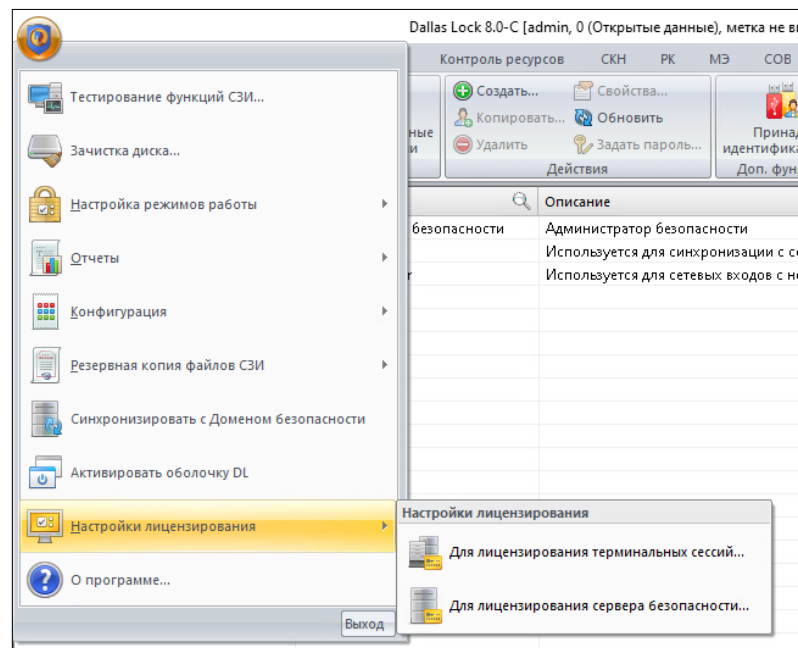 Dallas Lock 8.0-C [admin, 0 (Открытые данные), метка не
Контроль ресурсов СКН РК МЭ СОВ
Создать... Свойства...
Копировать... Обновить
Удалить Задать пароль...
Действия
Тестирование функций СЗИ...
Зачистка диска...
Настройка режимов работы
Отчеты
Конфигурация
Резервная копия файлов СЗИ
Синхронизировать с Доменом безопасности
Активировать оболочку DL
Настройки лицензирования
О программе...
Выход
Доп.
Описание
безопасности Администратор безопасности
Используется для синхронизации с
Используется для сетевых входов с
Настройки лицензирования
Для лицензирования терминальных сессий...
Для лицензирования сервера безопасности...